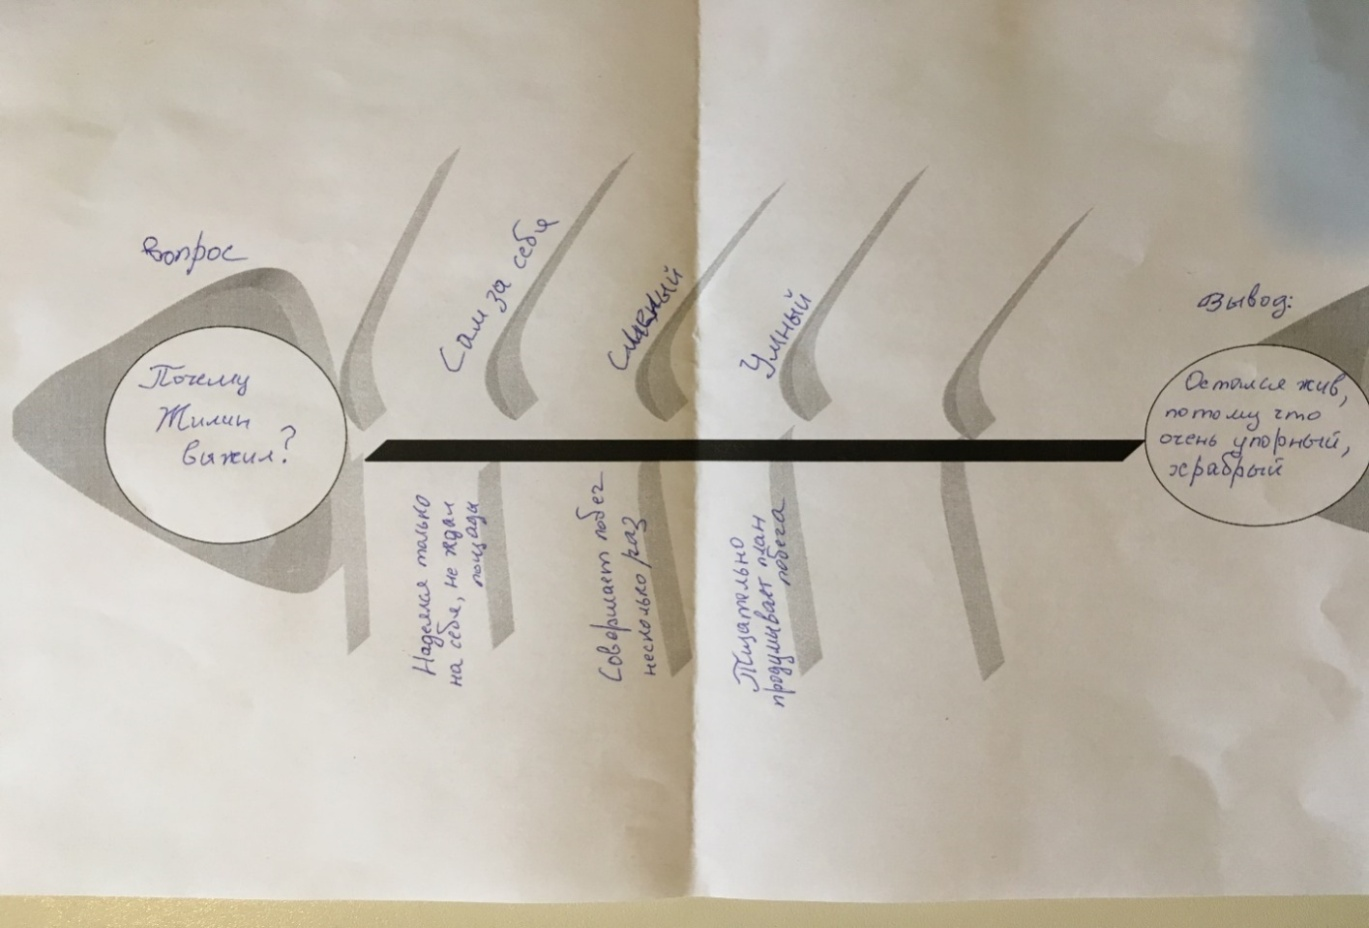 вопрос
Почему
Жилин
выжил?
Сам за себя
Смелый
Умный
Надеялся только
на себя, не ждал
пощады
Совершает побег
несколько раз
Тщательно
продумывает план
побега
Вывод:
Остался жив,
потому что
очень упорный,
храбрый